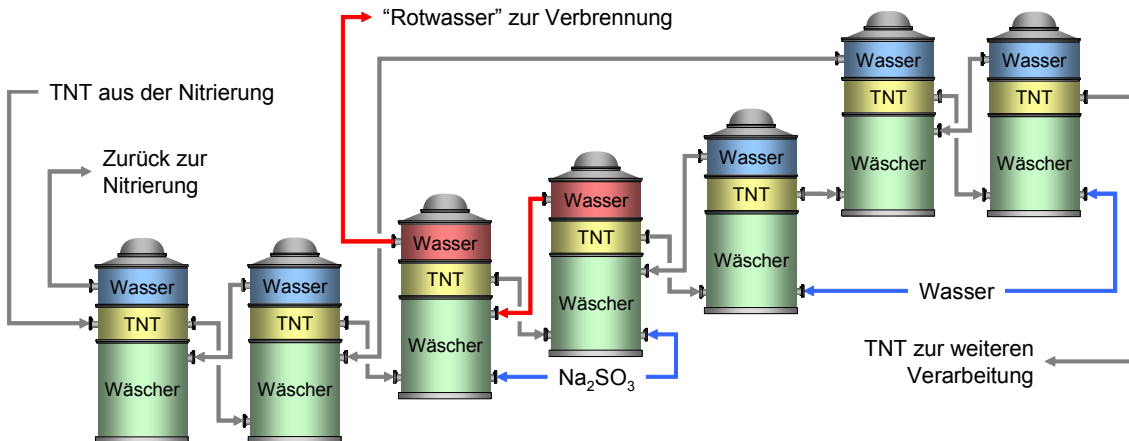 “Rotwasser” zur Verbrennung
TNT aus der Nitrierung
Zurück zur
Nitrierung
Wasser
TNT
Wäscher
Wasser
TNT
Wäscher
Wasser
TNT
Wäscher
Wasser
TNT
Wäscher
Wasser
TNT
Wäscher
Wasser
TNT
Wäscher
Wasser
TNT
Wäscher
Na₂SO₃
Wasser
TNT zur weiteren
Verarbeitung